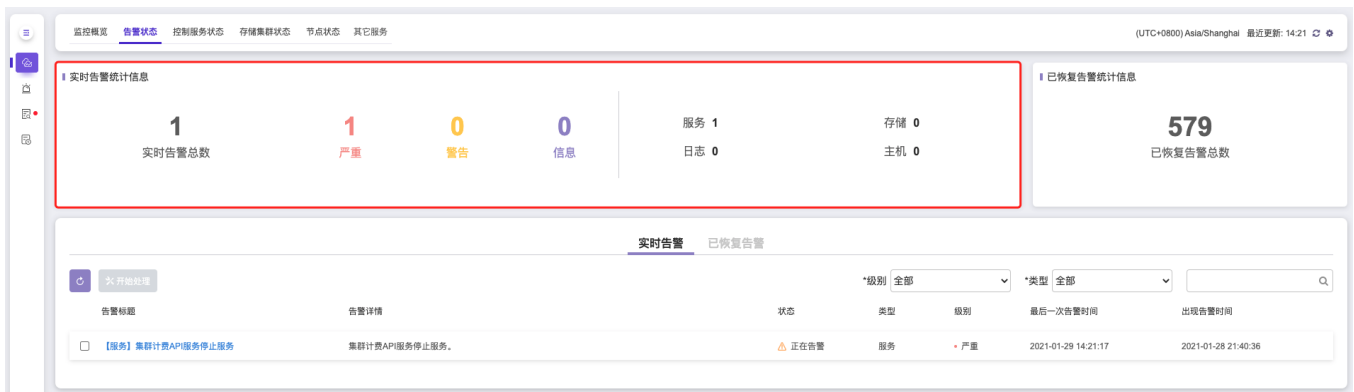 监控概览 告警状态 控制服务状态 存储集群状态 节点状态 其它服务 (UTC+0800) Asia/Shanghai 最近更新: 14:21
实时告警统计信息
1 1 0 0
实时告警总数 严重 警告 信息
服务 1 存储 0
日志 0 主机 0
已恢复告警统计信息
579
已恢复告警总数
实时告警 已恢复告警
开始处理 *级别 全部 *类型 全部
告警标题 告警详情 状态 类型 级别 最后一次告警时间 出现告警时间
【服务】集群计费API服务停止服务 集群计费API服务停止服务。 正在告警 服务 严重 2021-01-29 14:21:17 2021-01-28 21:40:36